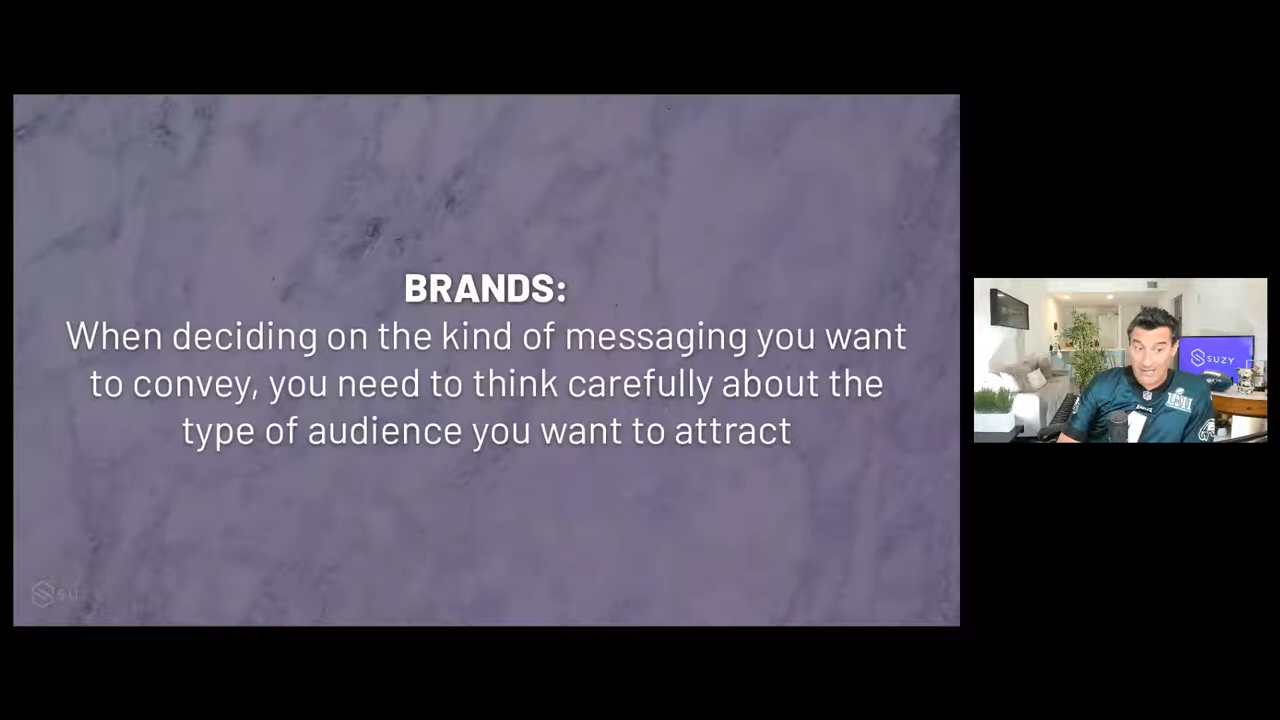 BRANDS:
When deciding on the kind of messaging you want
to convey, you need to think carefully about the
type of audience you want to attract
SUZY